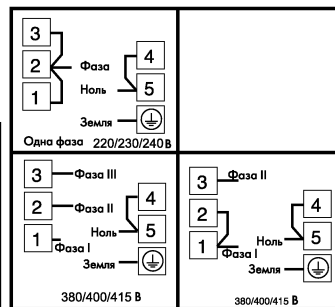 3
2
Фаза
4
1
Ноль
5
Земля
Одна фаза 220/230/240 В
3
Фаза III
2
Фаза II
4
1
Фаза I
Ноль
5
Земля
380/400/415 В
3
Фаза II
2
4
1
Фаза I
Ноль
5
Земля
380/400/415 В